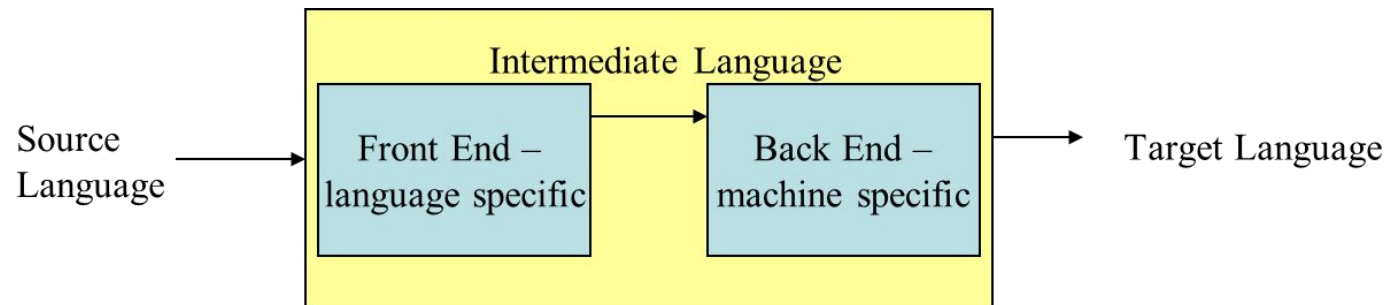 Intermediate Language
Source
Language
Front End –
language specific
Back End –
machine specific
Target Language